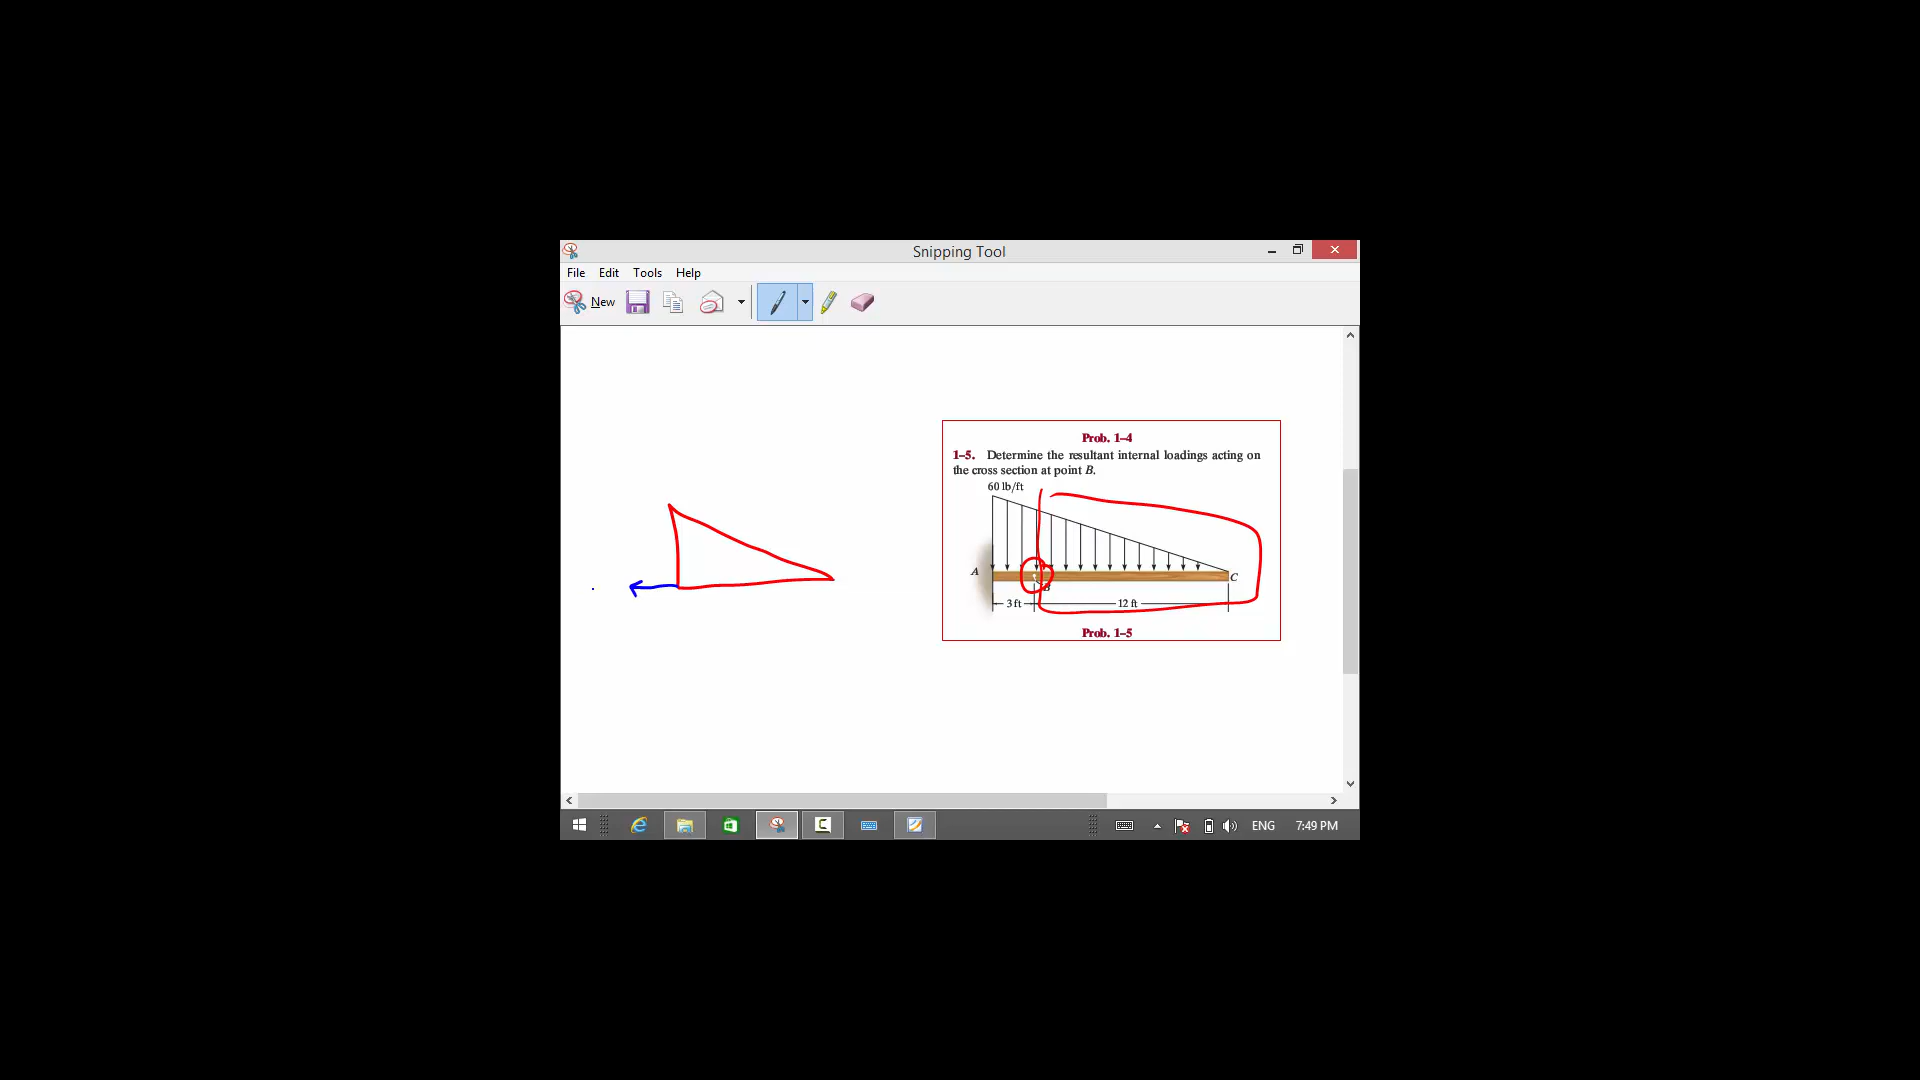 Snipping Tool
File Edit Tools Help
New
Prob. 1–4
1–5. Determine the resultant internal loadings acting on
the cross section at point B.
60 lb/ft
A
B
C
3 ft
12 ft
Prob. 1–5
ENG 7:49 PM